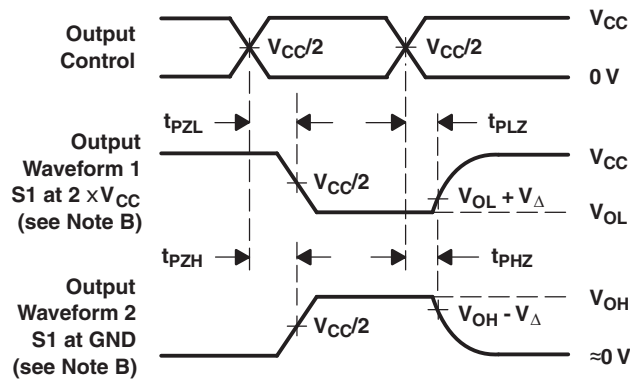 Output
Control
V_CC/2
V_CC/2
V_CC
0 V
t_PZL
t_PLZ
Output
Waveform 1
S1 at 2 x V_CC
(see Note B)
V_CC/2
V_OL + V_Δ
V_CC
V_OL
t_PZH
t_PHZ
Output
Waveform 2
S1 at GND
(see Note B)
V_CC/2
V_OH - V_Δ
V_OH
≈0 V